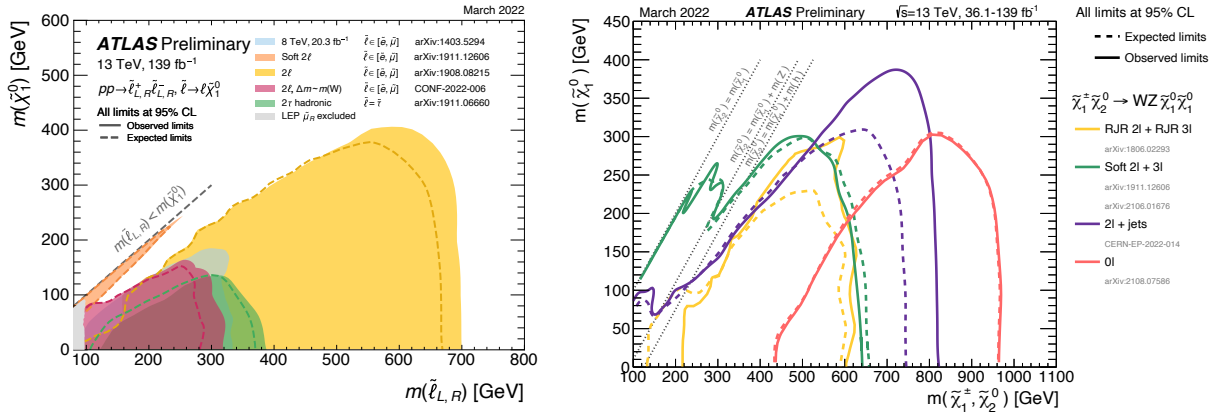 March 2022
ATLAS Preliminary
13 TeV, 139 fb⁻¹
pp→ℓ̃⁺L,Rℓ̃⁻L,R, ℓ̃→ℓχ̃⁰₁
All limits at 95% CL
Observed limits
Expected limits
8 TeV, 20.3 fb⁻¹ ℓ̃∈[ẽ, μ̃] arXiv:1403.5294
Soft 2ℓ ℓ̃∈[ẽ, μ̃] arXiv:1911.12606
2ℓ ℓ̃∈[ẽ, μ̃] arXiv:1908.08215
2ℓ, Δm~m(W) ℓ̃∈[ẽ, μ̃] CONF-2022-006
2τ hadronic ℓ̃=τ̃ arXiv:1911.06660
LEP μ̃R excluded
m(ℓ̃L,R)<m(χ̃⁰₁)
m(χ̃⁰₁) [GeV]
600
500
400
300
200
100
0
100 200 300 400 500 600 700 800
m(ℓ̃L,R) [GeV]
March 2022 ATLAS Preliminary √s=13 TeV, 36.1-139 fb⁻¹
m(χ̃⁰₁) [GeV]
450
400
350
300
250
200
150
100
50
0
100 200 300 400 500 600 700 800 900 1000 1100
m(χ̃±₁, χ̃⁰₂) [GeV]
m(χ̃⁰₂) = m(χ̃⁰₁)
m(χ̃⁰₂) = m(χ̃⁰₁) + m(Z)
m(χ̃⁰₂) = m(χ̃⁰₁) + m(h)
All limits at 95% CL
Expected limits
Observed limits
χ̃±₁χ̃⁰₂ → WZ χ̃⁰₁χ̃⁰₁
RJR 2l + RJR 3l
arXiv:1806.02293
Soft 2l + 3l
arXiv:1911.12606
arXiv:2106.01676
2l + jets
CERN-EP-2022-014
0l
arXiv:2108.07586